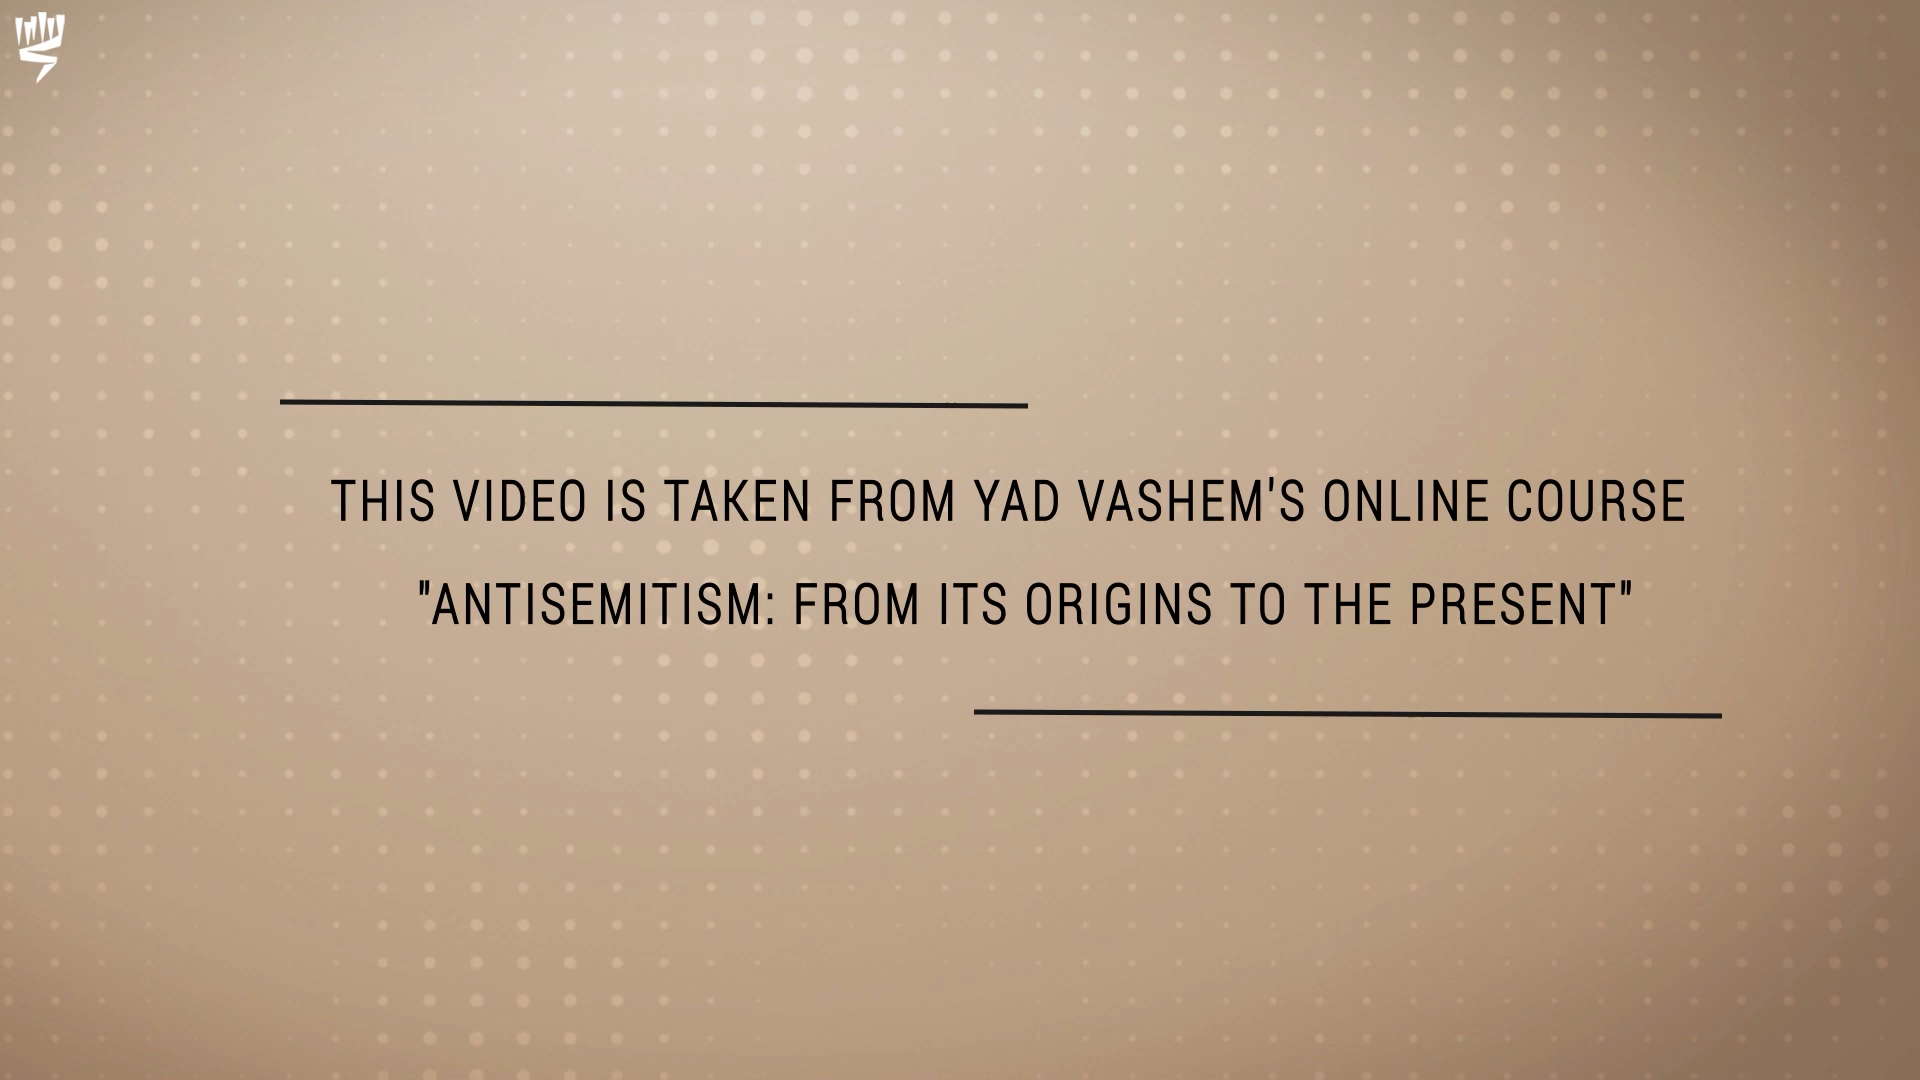 THIS VIDEO IS TAKEN FROM YAD VASHEM'S ONLINE COURSE
"ANTISEMITISM: FROM ITS ORIGINS TO THE PRESENT"